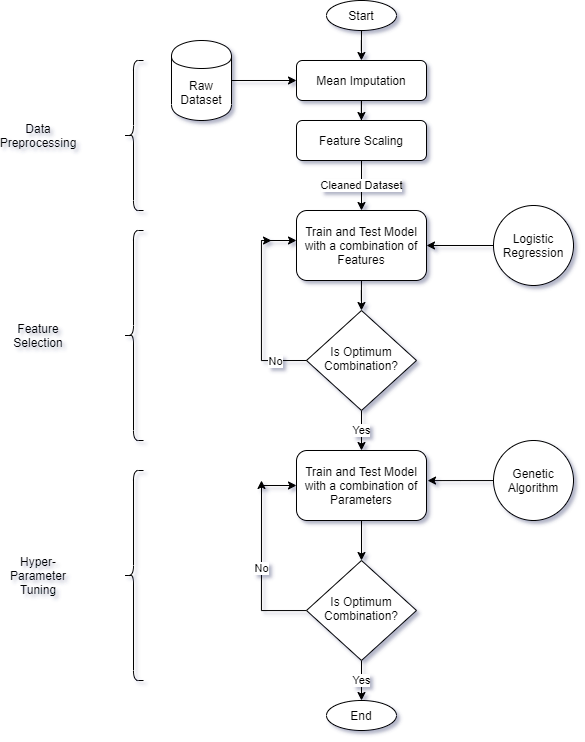 Start
Raw
Dataset
Mean Imputation
Data
Preprocessing
Feature Scaling
Cleaned Dataset
Train and Test Model
with a combination of
Features
Logistic
Regression
Feature
Selection
Is Optimum
Combination?
No
Yes
Train and Test Model
with a combination of
Parameters
Genetic
Algorithm
Hyper-
Parameter
Tuning
No
Is Optimum
Combination?
Yes
End